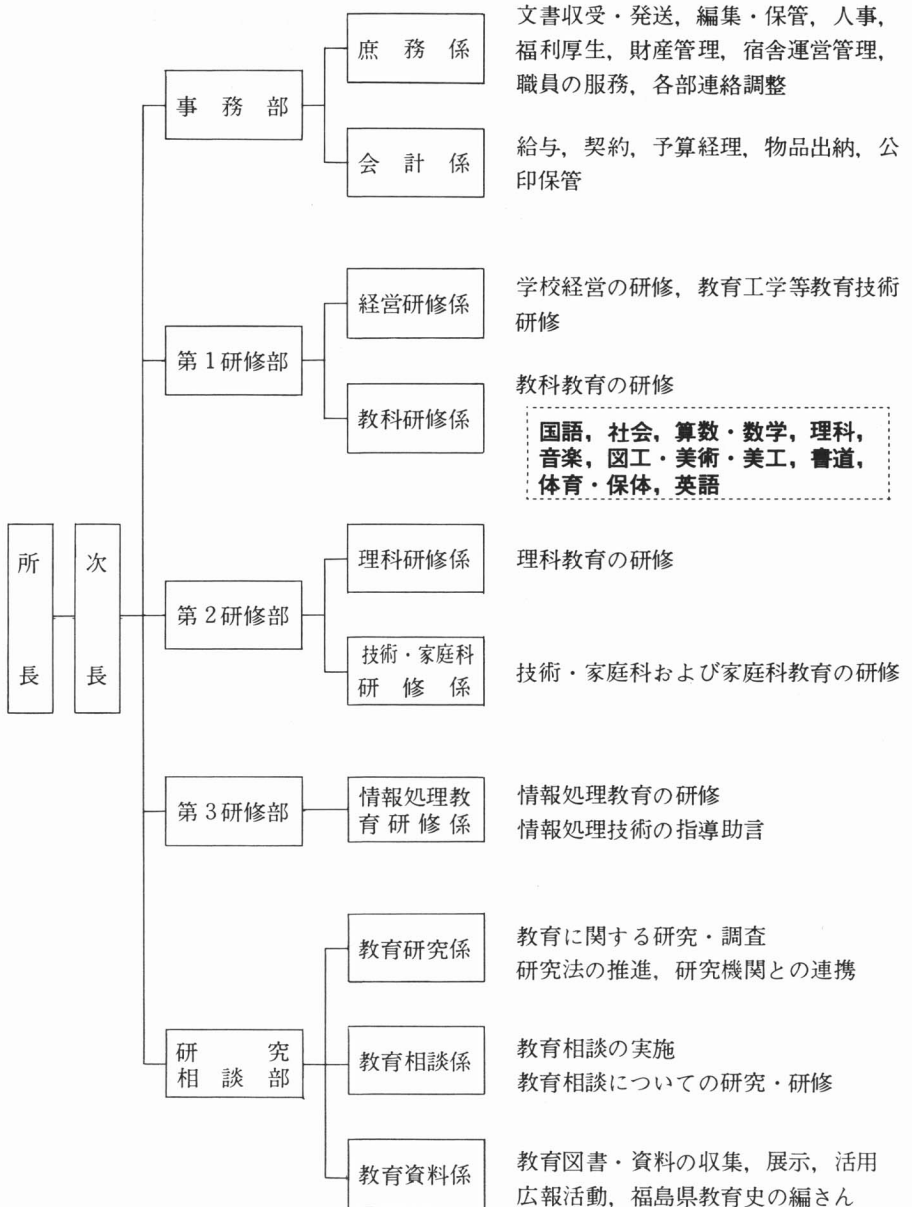 所長
次長
事務部
庶務係
文書収受・発送，編集・保管，人事，
福利厚生，財産管理，宿舎運営管理，
職員の服務，各部連絡調整
会計係
給与，契約，予算経理，物品出納，公
印保管
第1研修部
経営研修係
学校経営の研修，教育工学等教育技術
研修
教科研修係
教科教育の研修
国語，社会，算数・数学，理科，
音楽，図工・美術・美工，書道，
体育・保体，英語
第2研修部
理科研修係
理科教育の研修
技術・家庭科
研修係
技術・家庭科および家庭科教育の研修
第3研修部
情報処理教
育研修係
情報処理教育の研修
情報処理技術の指導助言
研究
相談部
教育研究係
教育に関する研究・調査
研究法の推進，研究機関との連携
教育相談係
教育相談の実施
教育相談についての研究・研修
教育資料係
教育図書・資料の収集，展示，活用
広報活動，福島県教育史の編さん